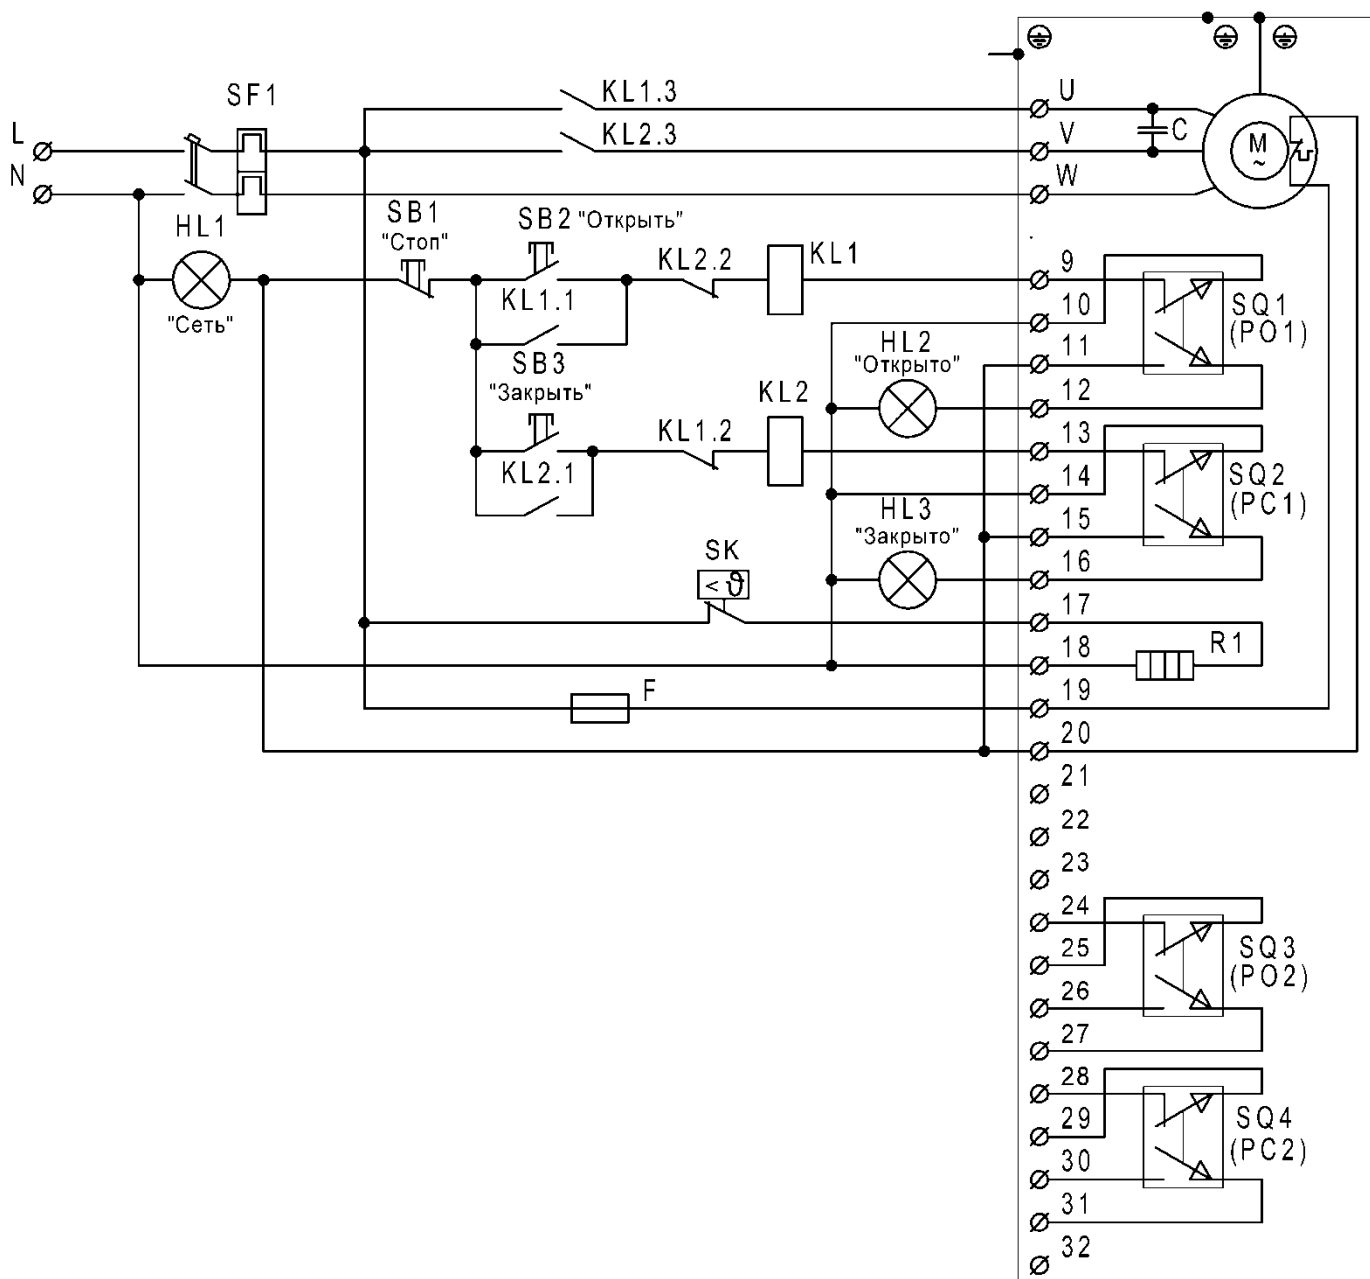 SF1
L
N
KL1.3
KL2.3
U
V
W
C
M
~
HL1
"Сеть"
SB1
"Стоп"
SB2 "Открыть"
KL1.1
KL2.2
KL1
SB3
"Закрыть"
KL2.1
KL1.2
KL2
HL2
"Открыто"
HL3
"Закрыто"
SK
< ϑ
F
9
10
11
12
13
14
15
16
17
18
19
20
21
22
23
24
25
26
27
28
29
30
31
32
SQ1
(PO1)
SQ2
(PC1)
R1
SQ3
(PO2)
SQ4
(PC2)